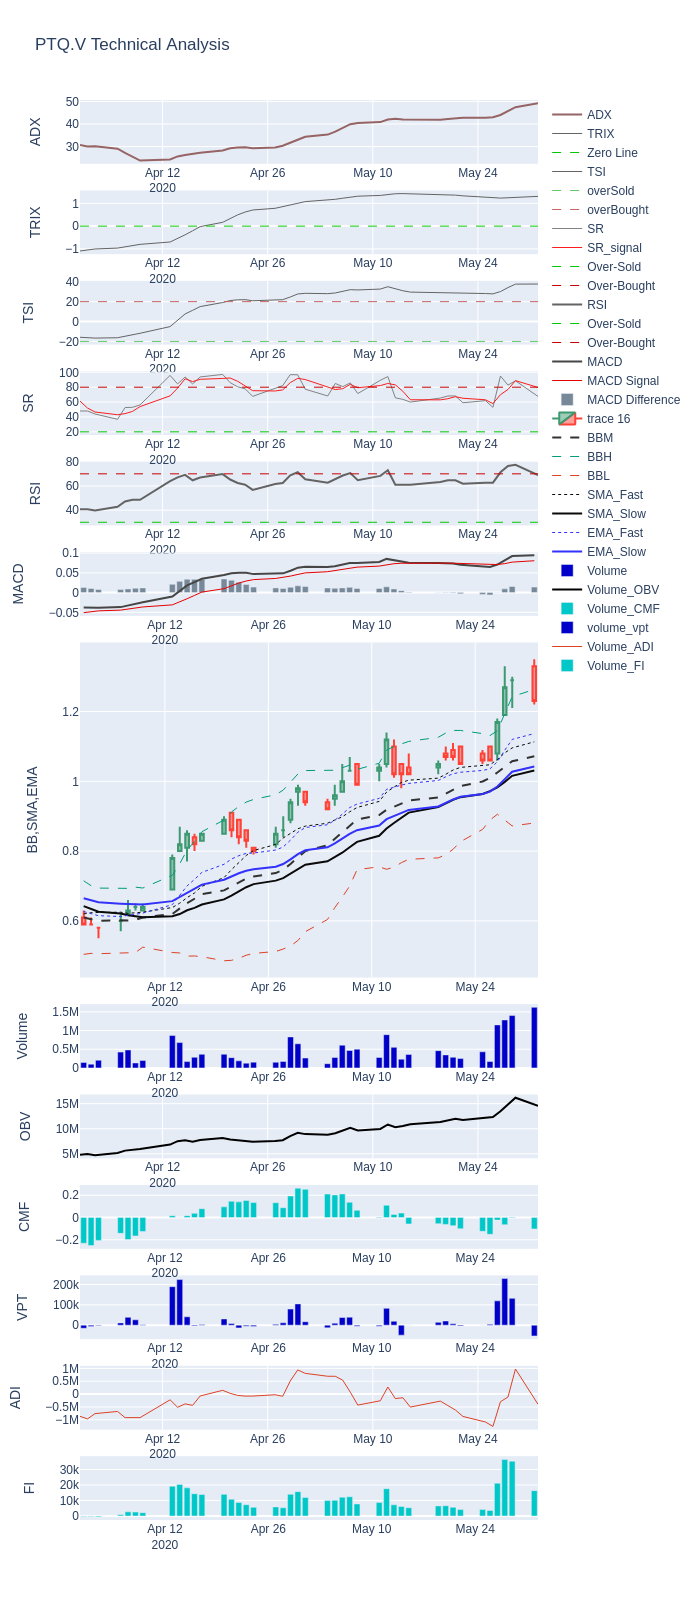 PTQ.V Technical Analysis
ADX
50
40
30
Apr 12
2020
Apr 26
May 10
May 24
TRIX
1
0
−1
Apr 12
2020
Apr 26
May 10
May 24
TSI
40
20
0
−20
Apr 12
2020
Apr 26
May 10
May 24
SR
100
80
60
40
20
Apr 12
2020
Apr 26
May 10
May 24
RSI
80
60
40
Apr 12
2020
Apr 26
May 10
May 24
MACD
0.1
0.05
0
−0.05
Apr 12
2020
Apr 26
May 10
May 24
BB,SMA,EMA
1.2
1
0.8
0.6
Apr 12
2020
Apr 26
May 10
May 24
Volume
1.5M
1M
0.5M
0
Apr 12
2020
Apr 26
May 10
May 24
OBV
15M
10M
5M
Apr 12
2020
Apr 26
May 10
May 24
CMF
0.2
0
−0.2
Apr 12
2020
Apr 26
May 10
May 24
VPT
200k
100k
0
Apr 12
2020
Apr 26
May 10
May 24
ADI
1M
0.5M
0
−0.5M
−1M
Apr 12
2020
Apr 26
May 10
May 24
FI
30k
20k
10k
0
Apr 12
2020
Apr 26
May 10
May 24
ADX
TRIX
Zero Line
TSI
overSold
overBought
SR
SR_signal
Over-Sold
Over-Bought
RSI
Over-Sold
Over-Bought
MACD
MACD Signal
MACD Difference
trace 16
BBM
BBH
BBL
SMA_Fast
SMA_Slow
EMA_Fast
EMA_Slow
Volume
Volume_OBV
Volume_CMF
volume_vpt
Volume_ADI
Volume_FI